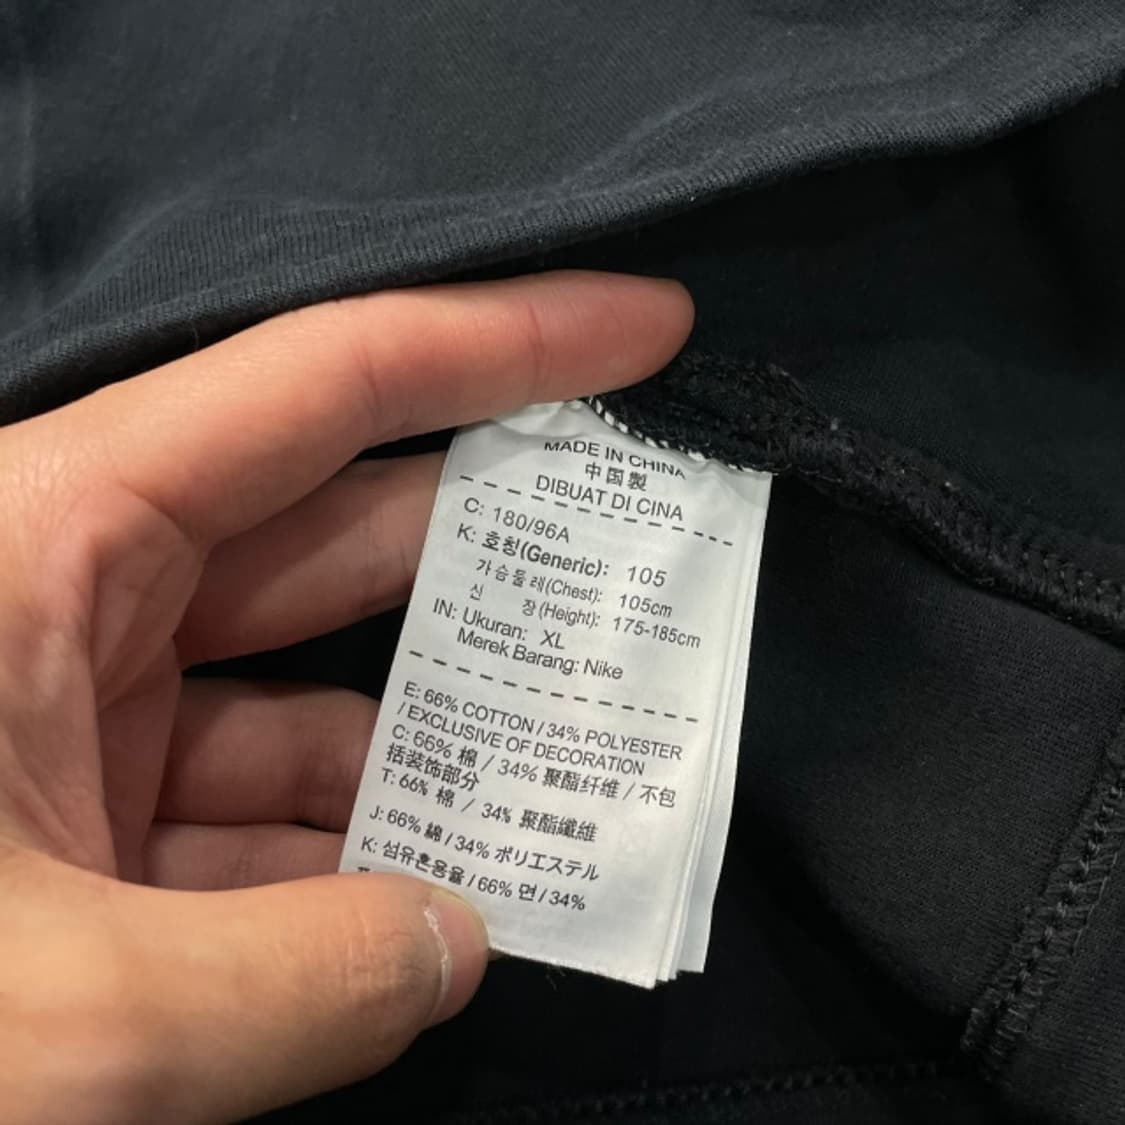 MADE IN CHINA
中国製
DIBUAT DI CINA
C: 180/96A
K: 호칭(Generic): 105
가슴둘레(Chest): 105cm
신 장(Height): 175-185cm
IN: Ukuran: XL
Merek Barang: Nike
E: 66% COTTON / 34% POLYESTER
/ EXCLUSIVE OF DECORATION
C: 66% 棉 / 34% 聚酯纤维 / 不包
括装饰部分
T: 66% 棉 / 34% 聚酯纖維
J: 66% 綿 / 34% ポリエステル
K: 섬유혼용율 / 66% 면 / 34%